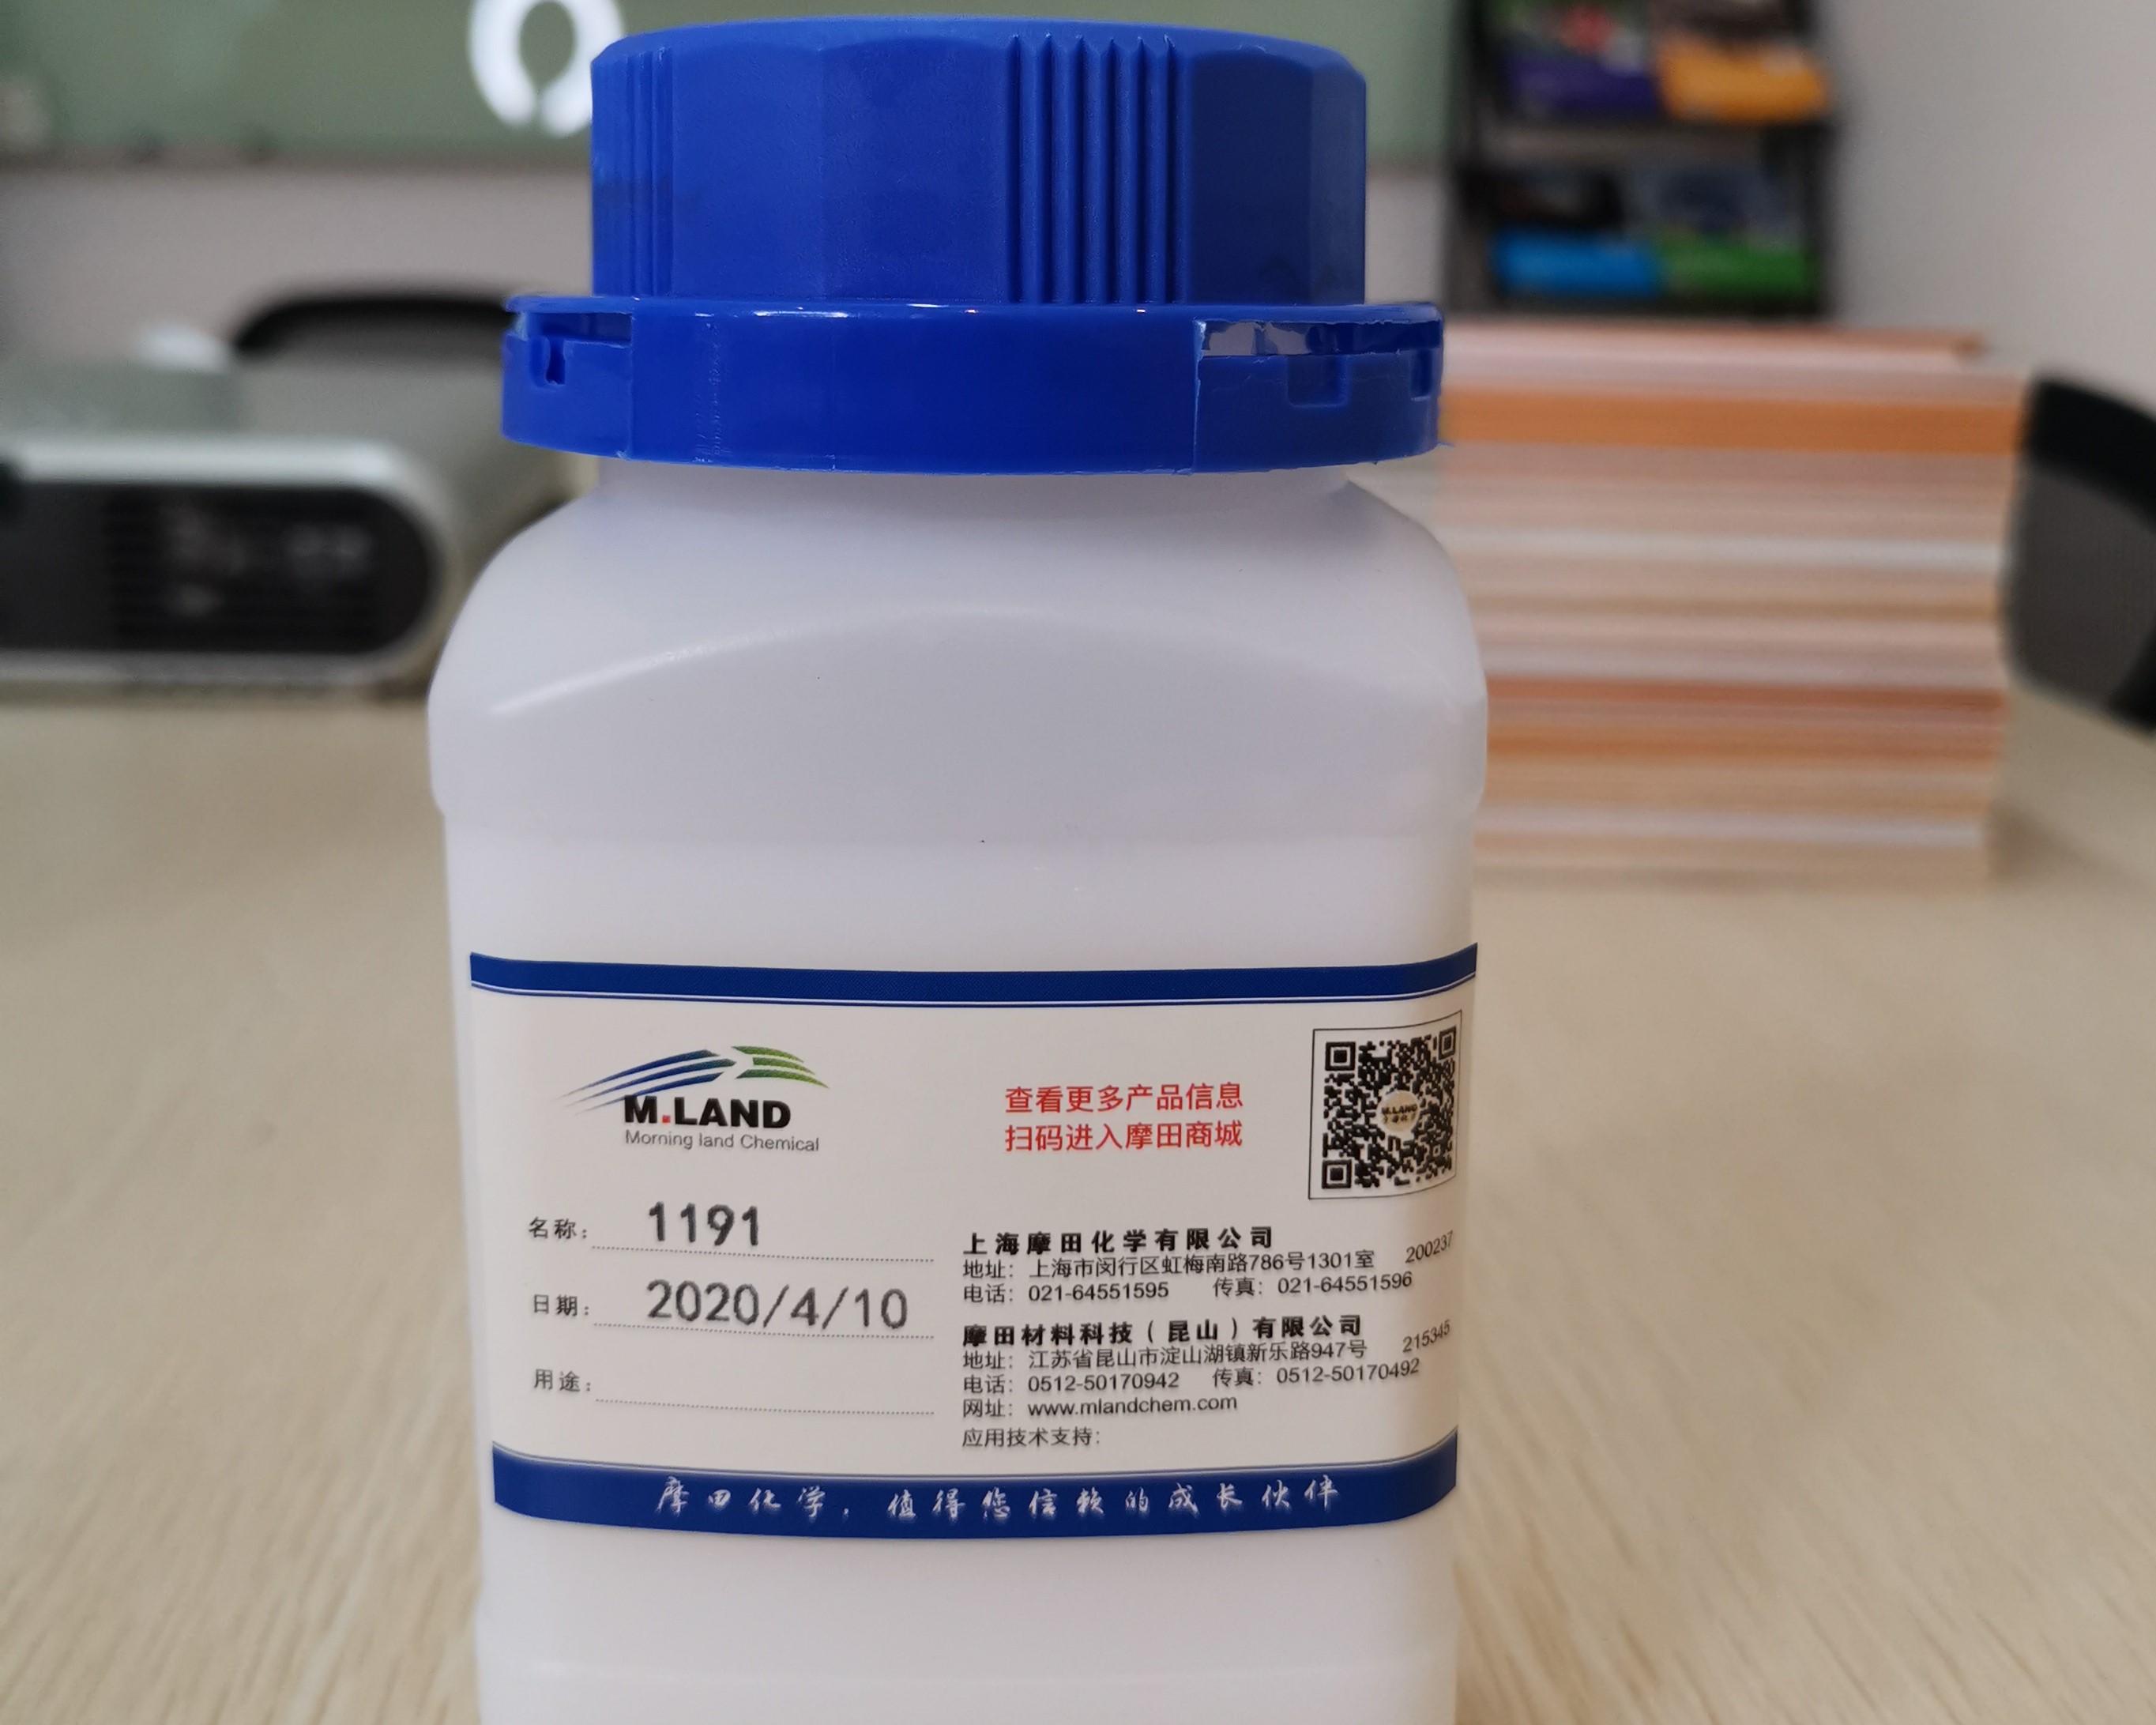 M.LAND
Morning land Chemical
查看更多产品信息
扫码进入摩田商城
名称: 1191
日期: 2020/4/10
用途:
上海摩田化学有限公司
地址: 上海市闵行区虹梅南路786号1301室 200237
电话: 021-64551595 传真: 021-64551596
摩田材料科技(昆山)有限公司
地址: 江苏省昆山市淀山湖镇新乐路947号 215345
电话: 0512-50170942 传真: 0512-50170492
网址: www.mlandchem.com
应用技术支持:
摩田化学, 值得您信赖的成长伙伴